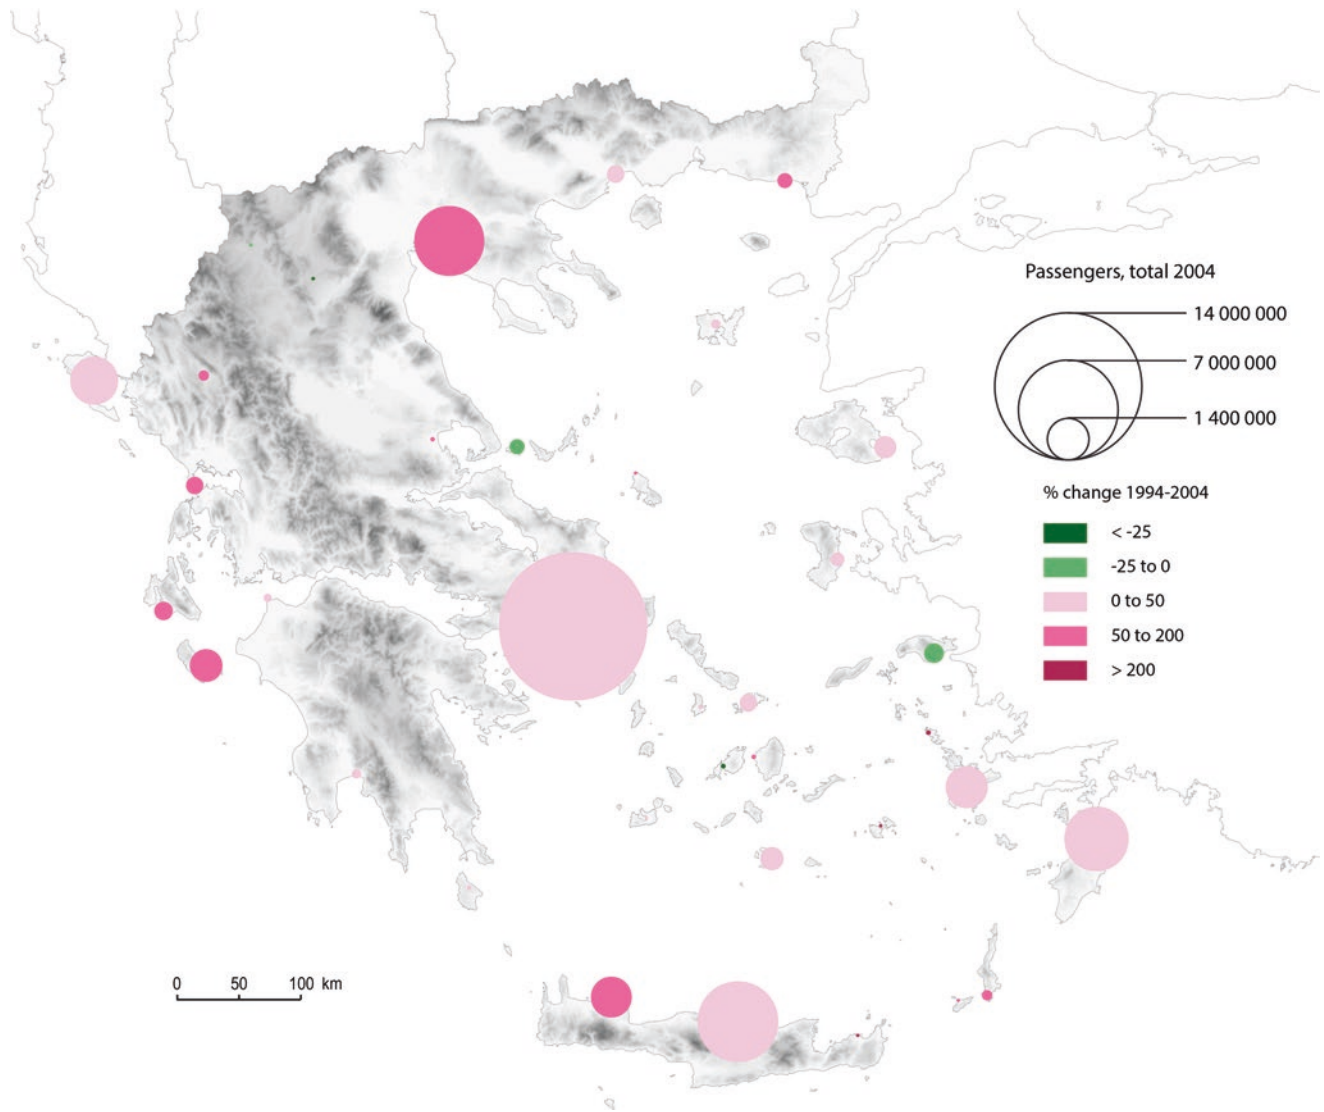 Passengers, total 2004
14 000 000
7 000 000
1 400 000
% change 1994-2004
< -25
-25 to 0
0 to 50
50 to 200
> 200
0 50 100 km